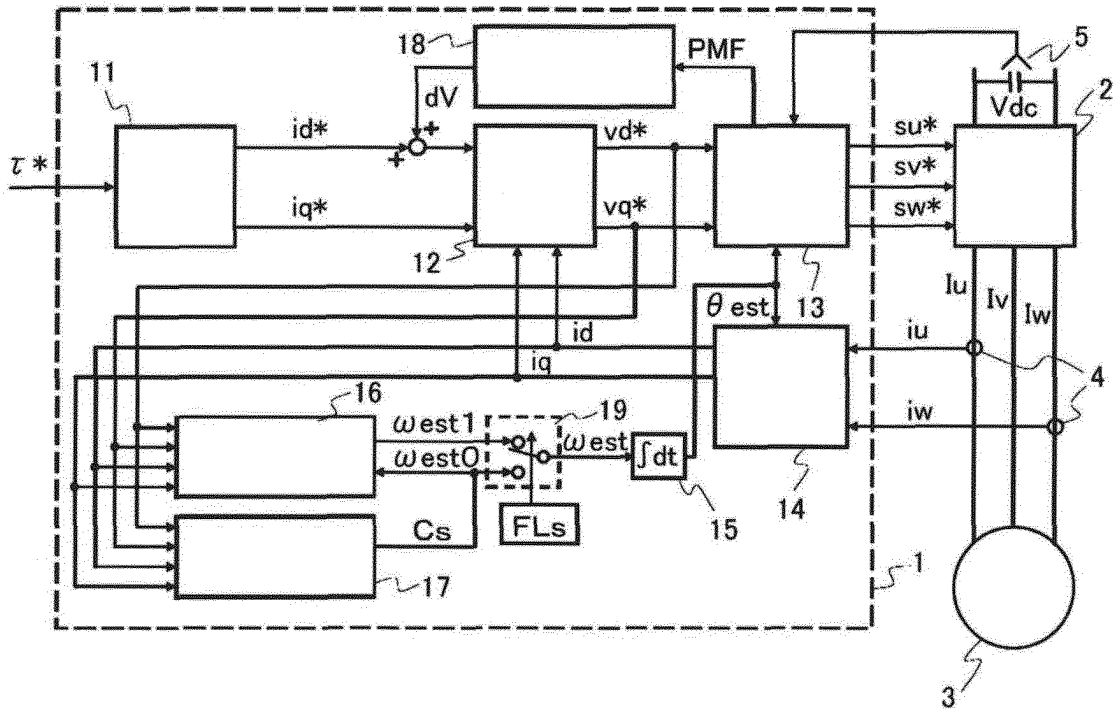 18
PMF
5
11
dV
Vdc
2
id*
+
+
vd*
su*
τ*
sv*
iq*
vq*
sw*
12
13
θest
Iu
Iv
Iw
id
iu
iq
4
16
19
iw
ωest1
ωest
ωest0
∫dt
14
15
Cs
FLs
17
1
3